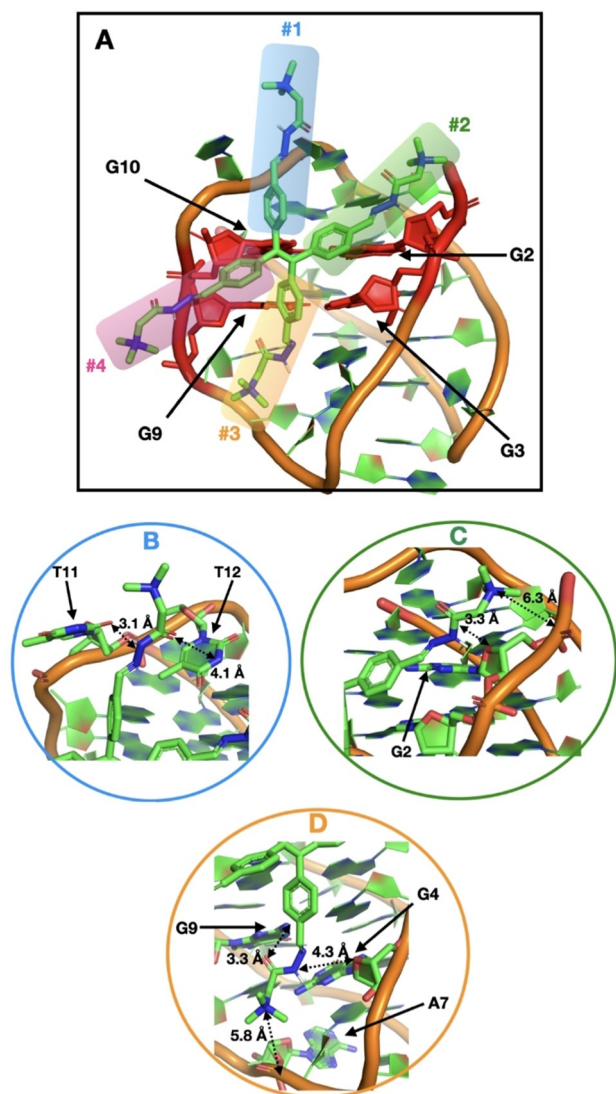 A
#1
#2
G10
G2
#4
G9
#3
G3
B
T11
T12
3.1 Å
4.1 Å
C
6.3 Å
3.3 Å
G2
D
G4
G9
4.3 Å
3.3 Å
A7
5.8 Å